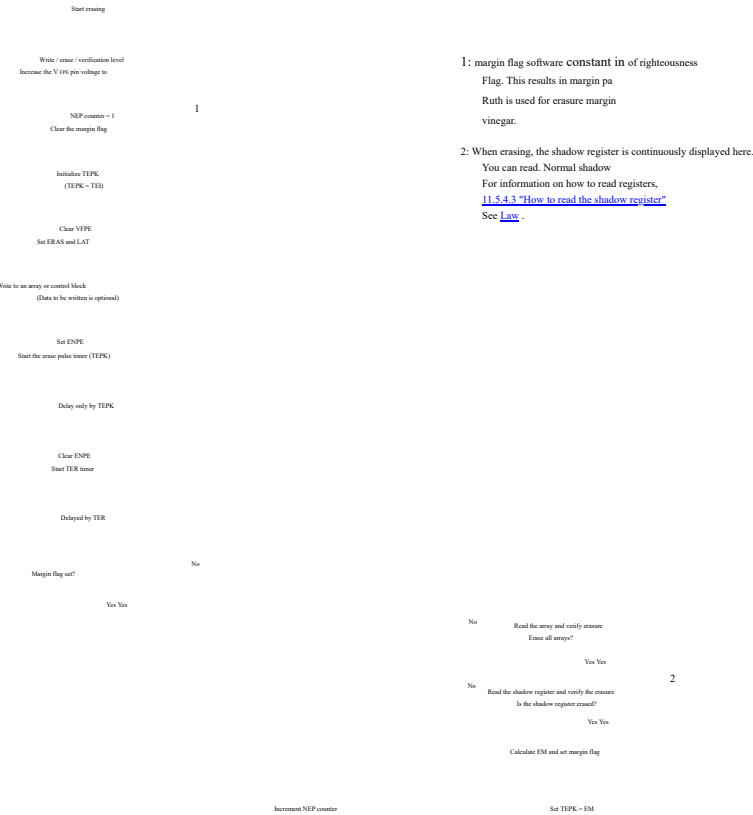 Start erasing
Write / erase / verification level
Increase the V FPE pin voltage to
1
NEP counter = 1
Clear the margin flag
Initialize TEPK
(TEPK = TEI)
Clear VFPE
Set ERAS and LAT
Write to an array or control block
(Data to be written is optional)
Set ENPE
Start the erase pulse timer (TEPK)
Delay only by TEPK
Clear ENPE
Start TER timer
Delayed by TER
No
Margin flag set?
Yes Yes
1: margin flag software constant in of righteousness
Flag. This results in margin pa
Ruth is used for erasure margin
vinegar.
2: When erasing, the shadow register is continuously displayed here.
You can read. Normal shadow
For information on how to read registers,
11.5.4.3 "How to read the shadow register"
See Law .
No
Read the array and verify erasure
Erase all arrays?
Yes Yes
2
No
Read the shadow register and verify the erasure
Is the shadow register erased?
Yes Yes
Calculate EM and set margin flag
Increment NEP counter
Set TEPK = EM